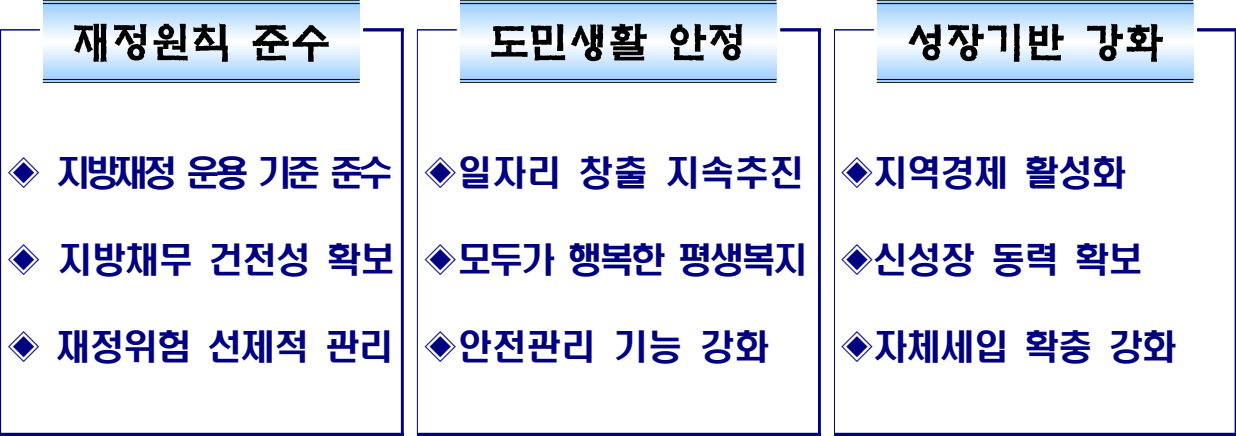 재정원칙 준수
◈ 지방재정 운용 기준 준수
◈ 지방채무 건전성 확보
◈ 재정위험 선제적 관리
도민생활 안정
◈일자리 창출 지속추진
◈모두가 행복한 평생복지
◈안전관리 기능 강화
성장기반 강화
◈지역경제 활성화
◈신성장 동력 확보
◈자체세입 확충 강화